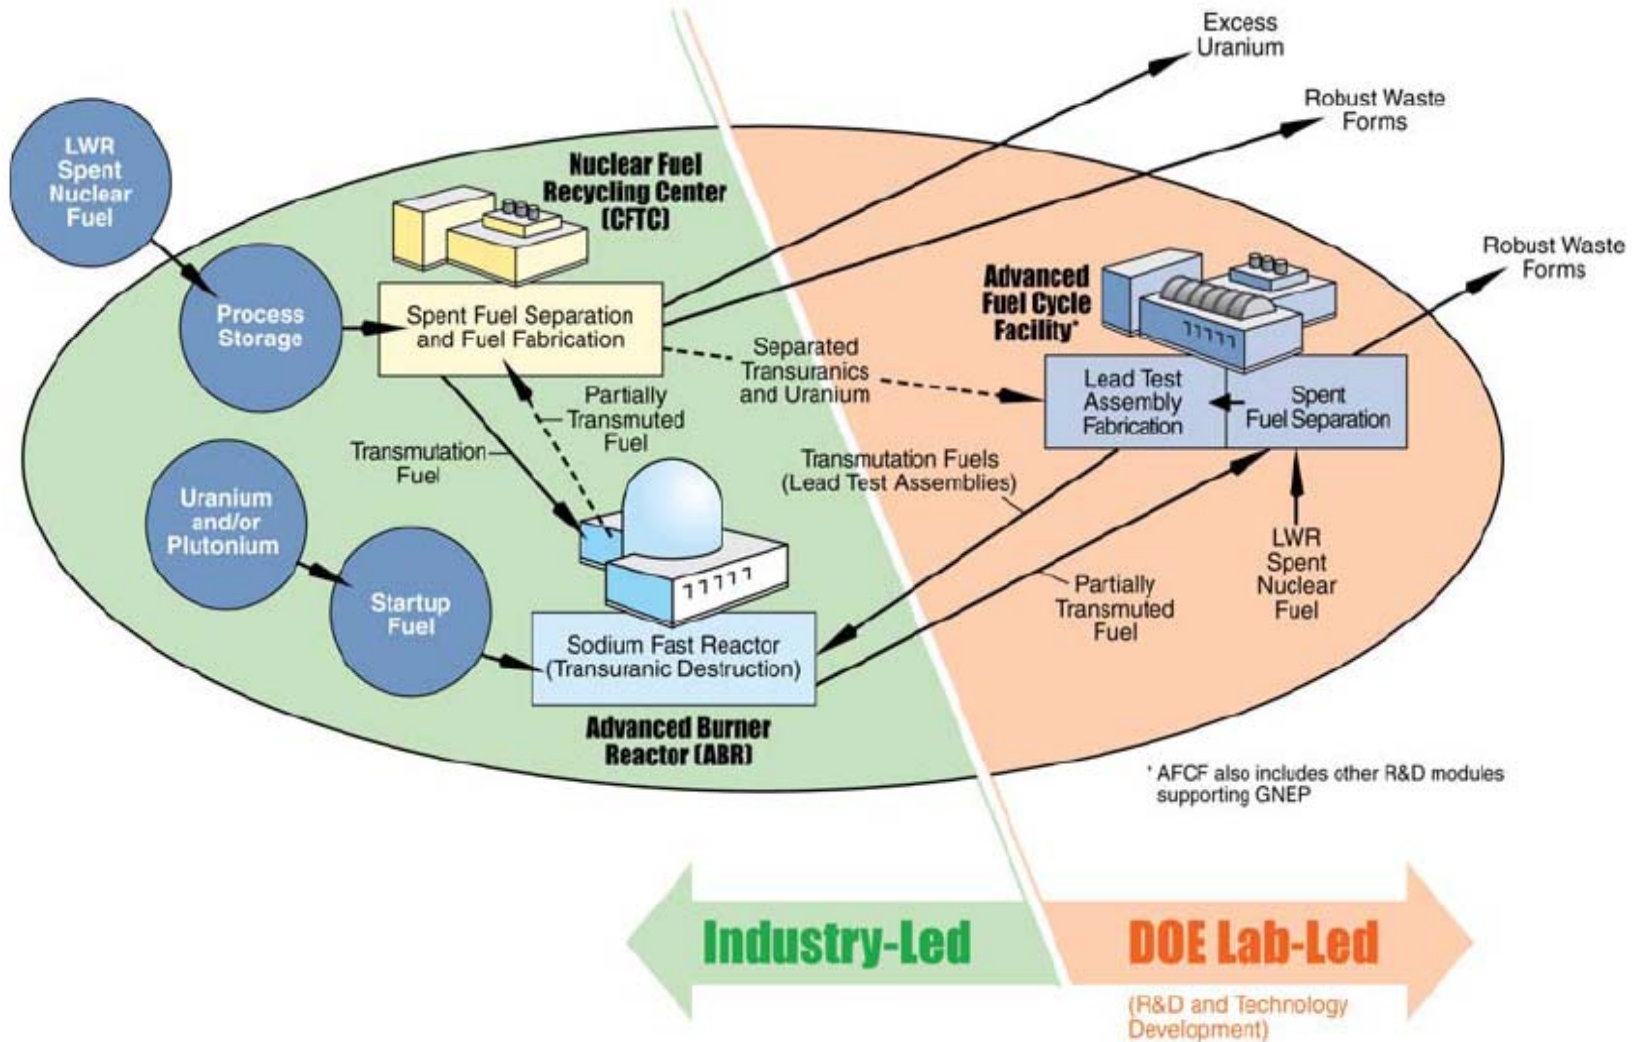 Excess
Uranium
Robust Waste
Forms
LWR
Spent
Nuclear
Fuel
Nuclear Fuel
Recycling Center
(CFTC)
Robust Waste
Forms
Process
Storage
Spent Fuel Separation
and Fuel Fabrication
Advanced
Fuel Cycle
Facility*
Separated
Transuranics
and Uranium
Lead Test
Assembly
Fabrication
Spent
Fuel Separation
Partially
Transmuted
Fuel
Transmutation
Fuel
Transmutation Fuels
(Lead Test Assemblies)
Uranium
and/or
Plutonium
LWR
Spent
Nuclear
Fuel
Startup
Fuel
Partially
Transmuted
Fuel
Sodium Fast Reactor
(Transuranic Destruction)
Advanced Burner
Reactor (ABR)
* AFCF also includes other R&D modules
supporting GNEP
Industry-Led
DOE Lab-Led
(R&D and Technology
Development)